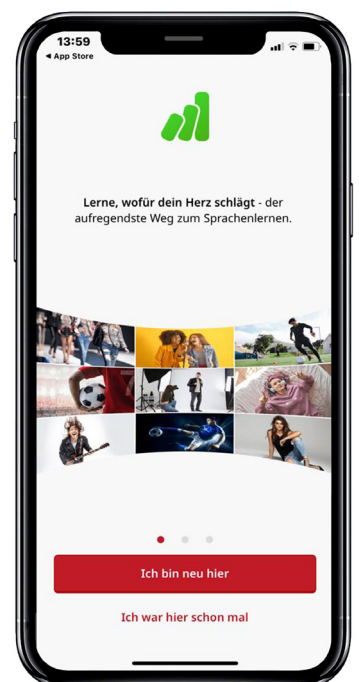 13:59
◀ App Store
Lerne, wofür dein Herz schlägt - der
aufregendste Weg zum Sprachenlernen.
Ich bin neu hier
Ich war hier schon mal